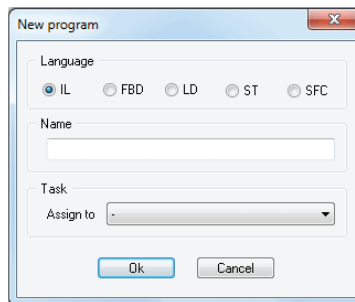 New program
Language
IL FBD LD ST SFC
Name
Task
Assign to -
Ok Cancel